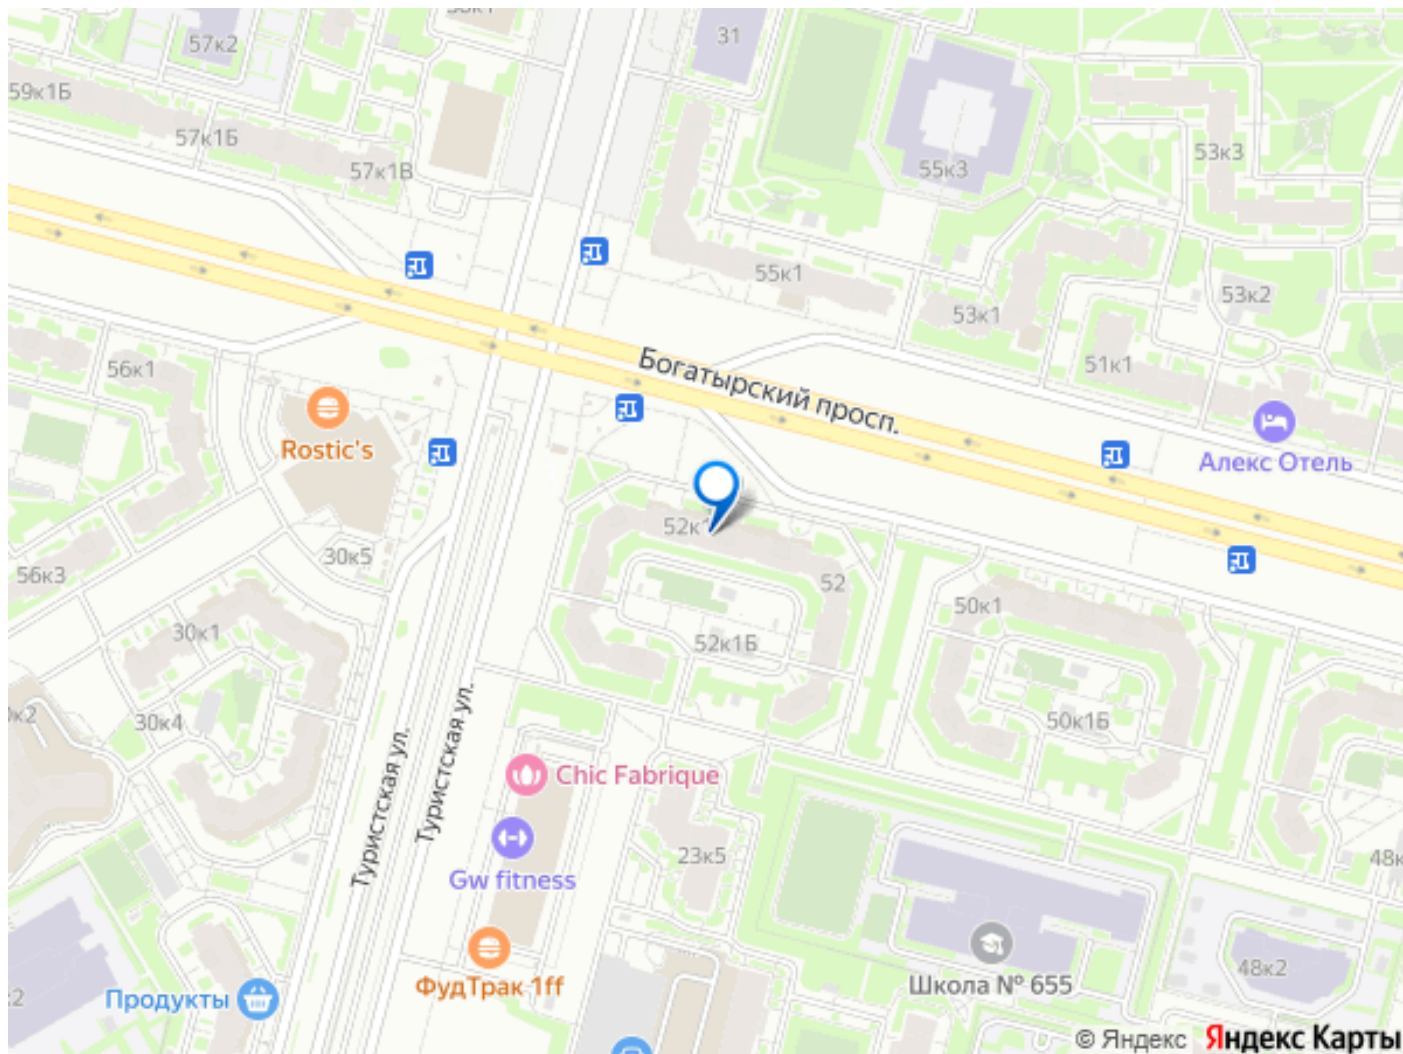 57к2
31
59к1Б
57к1Б
57к1В
55к3
53к3
55к1
53к1
53к2
51к1
Богатырский просп.
56к1
Rostic's
Алекс Отель
52к1
52
30к5
56к3
50к1
30к1
52к1Б
50к1Б
30к4
Туристская ул.
Туристская ул.
Chic Fabrique
Gw fitness
23к5
ФудТрак 1ff
Продукты
Школа № 655
48к2
© Яндекс Яндекс Карты